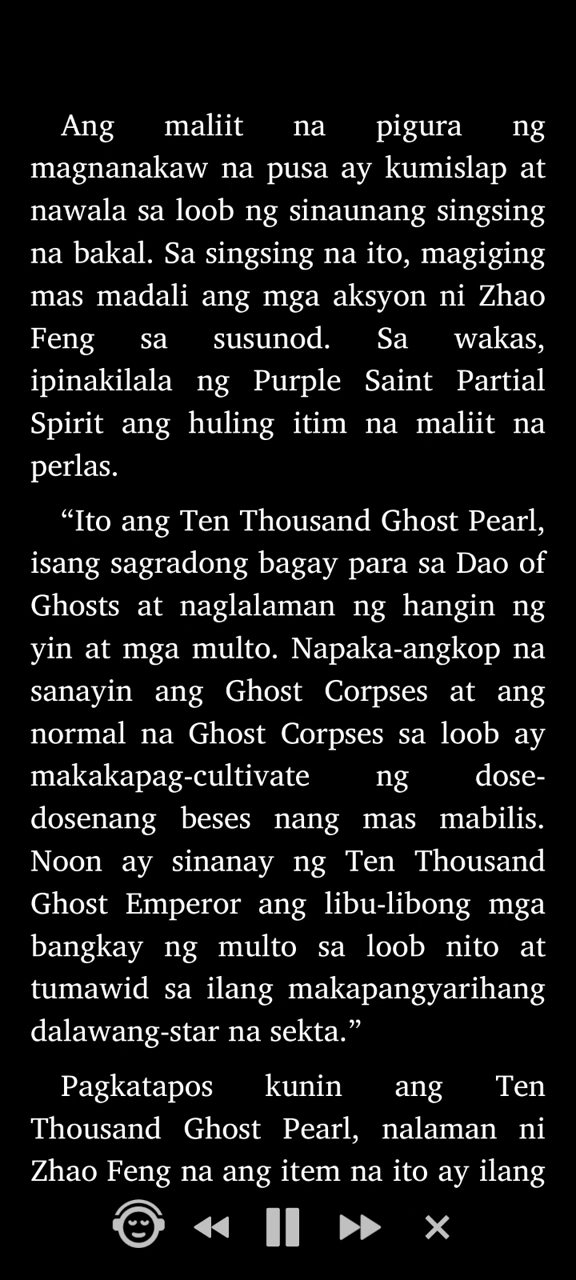 Ang maliit na pigura ng
magnanakaw na pusa ay kumislap at
nawala sa loob ng sinaunang singsing
na bakal. Sa singsing na ito, magiging
mas madali ang mga aksyon ni Zhao
Feng sa susunod. Sa wakas,
ipinakilala ng Purple Saint Partial
Spirit ang huling itim na maliit na
perlas.
“Ito ang Ten Thousand Ghost Pearl,
isang sagradong bagay para sa Dao of
Ghosts at naglalaman ng hangin ng
yin at mga multo. Napaka-angkop na
sanayin ang Ghost Corpses at ang
normal na Ghost Corpses sa loob ay
makakapag-cultivate ng dose-
dosenang beses nang mas mabilis.
Noon ay sinanay ng Ten Thousand
Ghost Emperor ang libu-libong mga
bangkay ng multo sa loob nito at
tumawid sa ilang makapangyarihang
dalawang-star na sekta.”
Pagkatapos kunin ang Ten
Thousand Ghost Pearl, nalaman ni
Zhao Feng na ang item na ito ay ilang